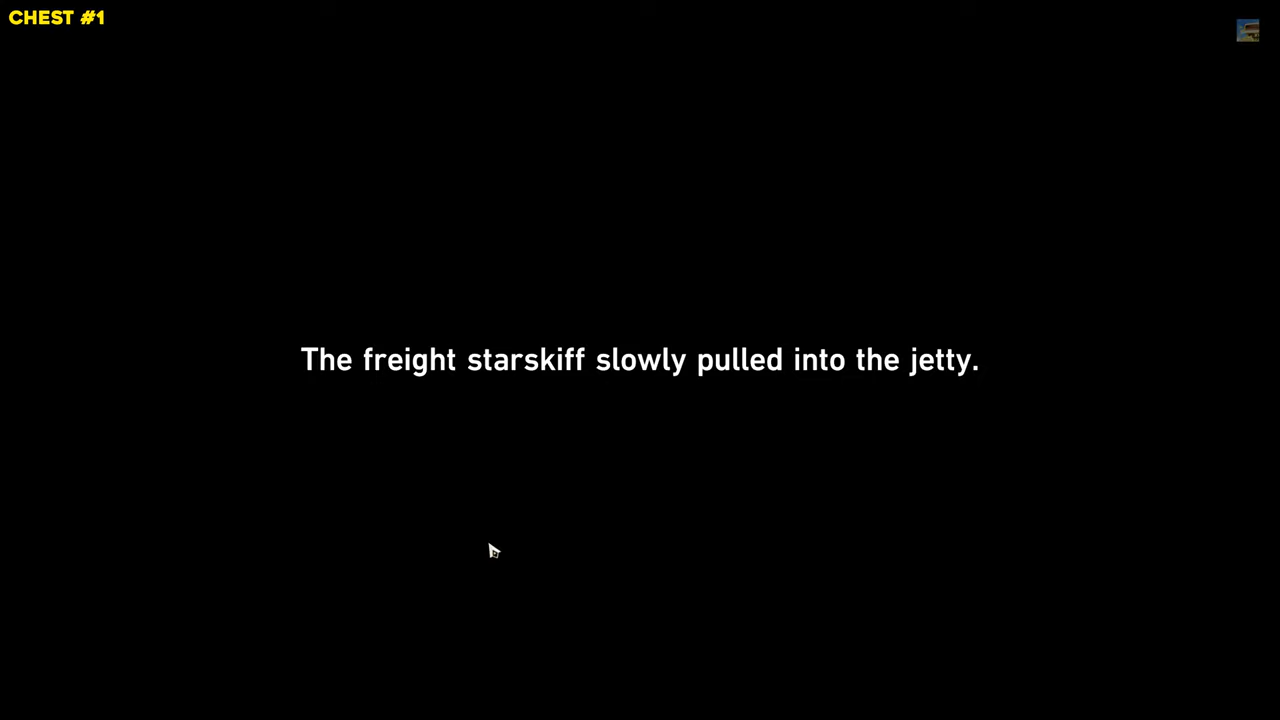 CHEST #1
The freight starskiff slowly pulled into the jetty.